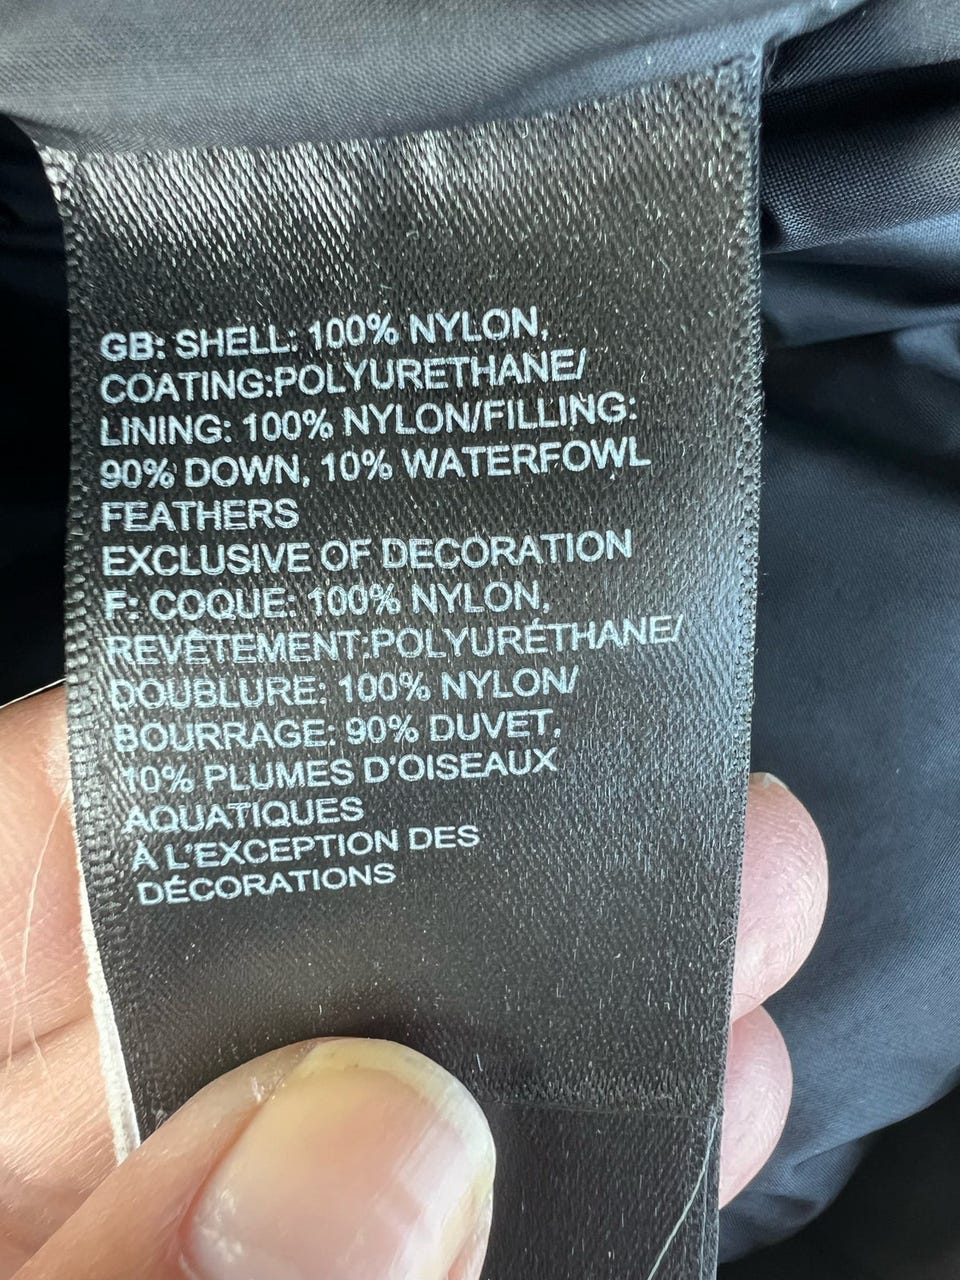 GB: SHELL: 100% NYLON,
COATING:POLYURETHANE/
LINING: 100% NYLON/FILLING:
90% DOWN, 10% WATERFOWL
FEATHERS
EXCLUSIVE OF DECORATION
F: COQUE: 100% NYLON,
REVÊTEMENT:POLYURÉTHANE/
DOUBLURE: 100% NYLON/
BOURRAGE: 90% DUVET,
10% PLUMES D'OISEAUX
AQUATIQUES
À L'EXCEPTION DES
DÉCORATIONS